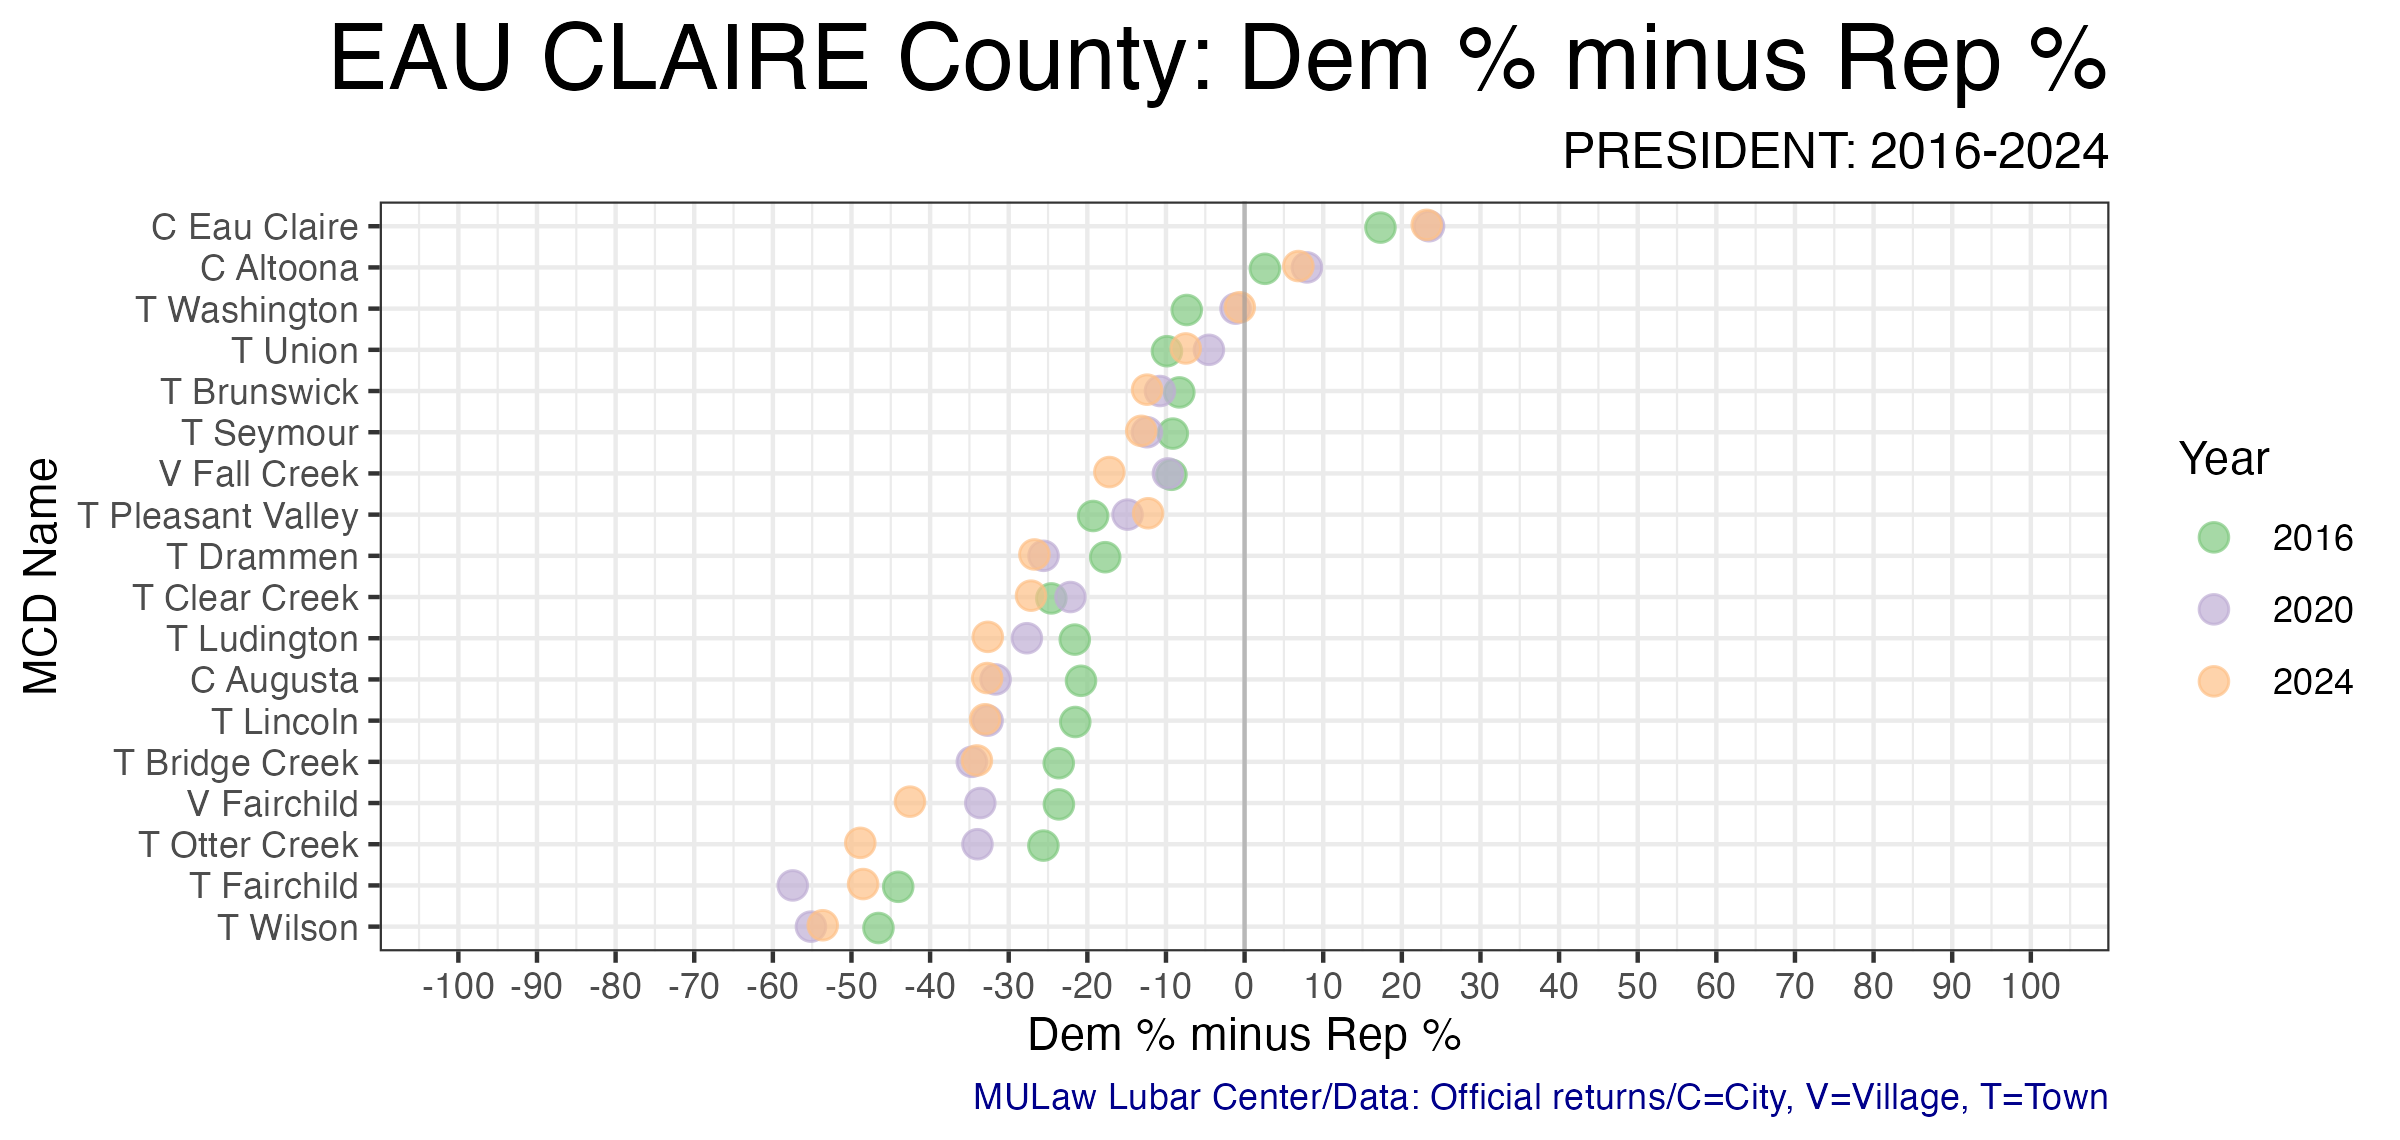 EAU CLAIRE County: Dem % minus Rep %
PRESIDENT: 2016-2024
MCD Name
C Eau Claire
C Altoona
T Washington
T Union
T Brunswick
T Seymour
V Fall Creek
T Pleasant Valley
T Drammen
T Clear Creek
T Ludington
C Augusta
T Lincoln
T Bridge Creek
V Fairchild
T Otter Creek
T Fairchild
T Wilson
-100 -90 -80 -70 -60 -50 -40 -30 -20 -10 0 10 20 30 40 50 60 70 80 90 100
Dem % minus Rep %
Year
2016
2020
2024
MULaw Lubar Center/Data: Official returns/C=City, V=Village, T=Town